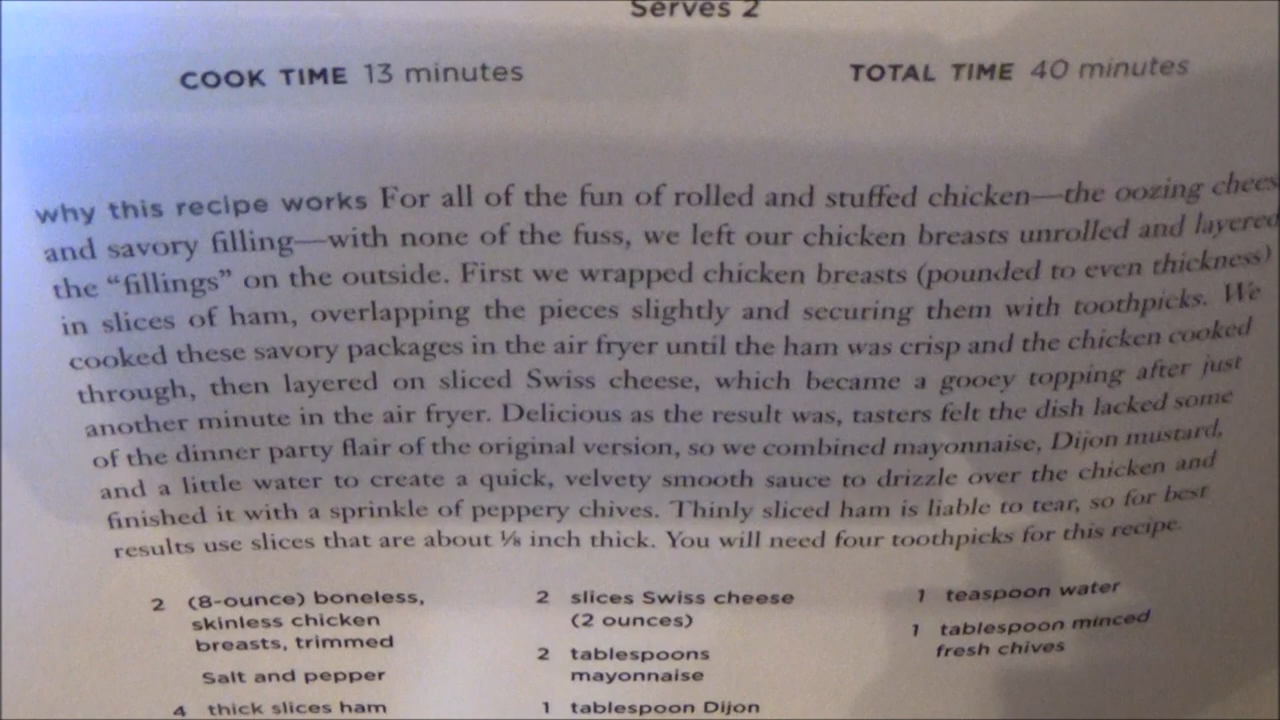 Serves 2
COOK TIME 13 minutes
TOTAL TIME 40 minutes
why this recipe works For all of the fun of rolled and stuffed chicken—the oozing chees
and savory filling—with none of the fuss, we left our chicken breasts unrolled and layered
the “fillings” on the outside. First we wrapped chicken breasts (pounded to even thickness)
in slices of ham, overlapping the pieces slightly and securing them with toothpicks. We
cooked these savory packages in the air fryer until the ham was crisp and the chicken cooked
through, then layered on sliced Swiss cheese, which became a gooey topping after just
another minute in the air fryer. Delicious as the result was, tasters felt the dish lacked some
of the dinner party flair of the original version, so we combined mayonnaise, Dijon mustard,
and a little water to create a quick, velvety smooth sauce to drizzle over the chicken and
finished it with a sprinkle of peppery chives. Thinly sliced ham is liable to tear, so for best
results use slices that are about ⅛ inch thick. You will need four toothpicks for this recipe.
2 (8-ounce) boneless,
skinless chicken
breasts, trimmed
Salt and pepper
4 thick slices ham
2 slices Swiss cheese
(2 ounces)
2 tablespoons
mayonnaise
1 tablespoon Dijon
1 teaspoon water
1 tablespoon minced
fresh chives